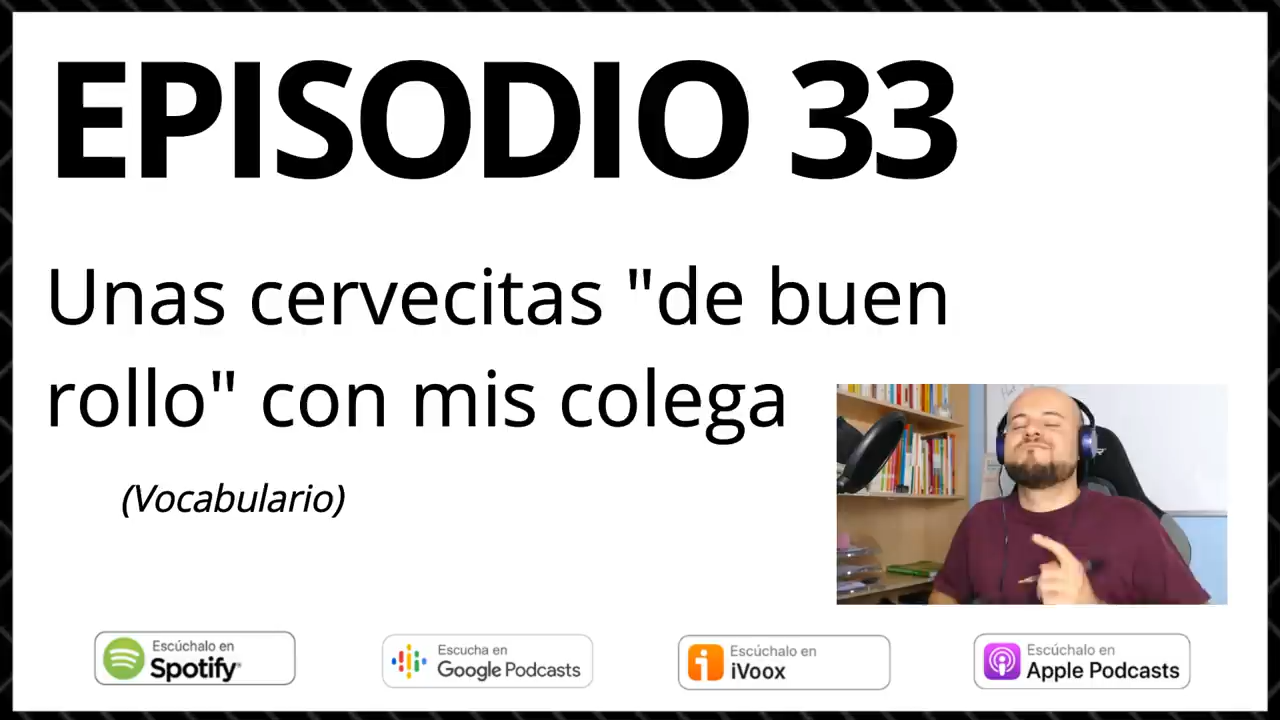 EPISODIO 33
Unas cervecitas "de buen
rollo" con mis colega
(Vocabulario)
Escúchalo en
Spotify
Escucha en
Google Podcasts
Escúchalo en
iVoox
Escúchalo en
Apple Podcasts